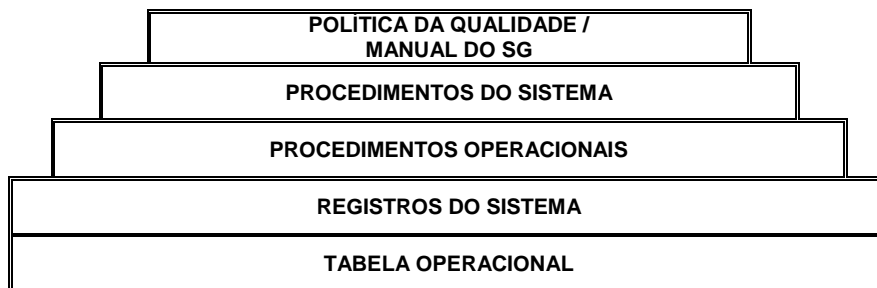 POLÍTICA DA QUALIDADE /
MANUAL DO SG
PROCEDIMENTOS DO SISTEMA
PROCEDIMENTOS OPERACIONAIS
REGISTROS DO SISTEMA
TABELA OPERACIONAL